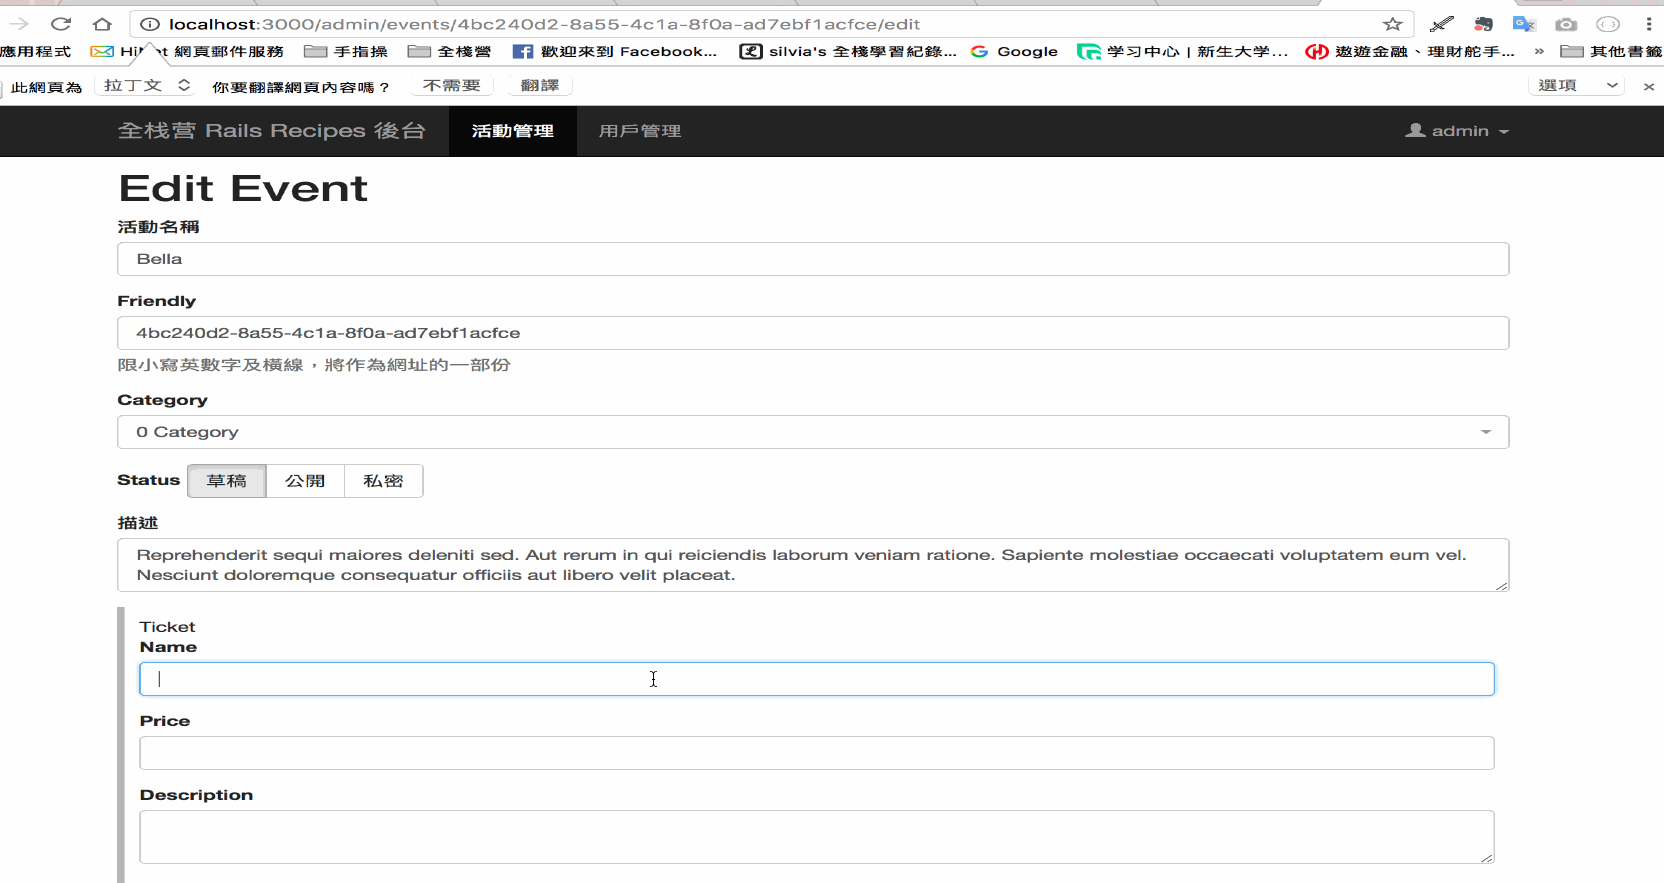 localhost:3000/admin/events/4bc240d2-8a55-4c1a-8f0a-ad7ebf1acfce/edit
應用程式 網頁郵件服務 手指操 全棧營 歡迎來到 Facebook... silvia's 全棧學習紀錄... Google 学习中心 | 新生大学... 遨遊金融、理財舵手... » 其他書籤
此網頁為 拉丁文 你要翻譯網頁內容嗎? 不需要 翻譯 選項
全栈营 Rails Recipes 後台 活動管理 用戶管理 admin
Edit Event
活動名稱
Bella
Friendly
4bc240d2-8a55-4c1a-8f0a-ad7ebf1acfce
限小寫英數字及橫線，將作為網址的一部份
Category
0 Category
Status 草稿 公開 私密
描述
Reprehenderit sequi maiores deleniti sed. Aut rerum in qui reiciendis laborum veniam ratione. Sapiente molestiae occaecati voluptatem eum vel.
Nesciunt doloremque consequatur officiis aut libero velit placeat.
Ticket
Name
Price
Description